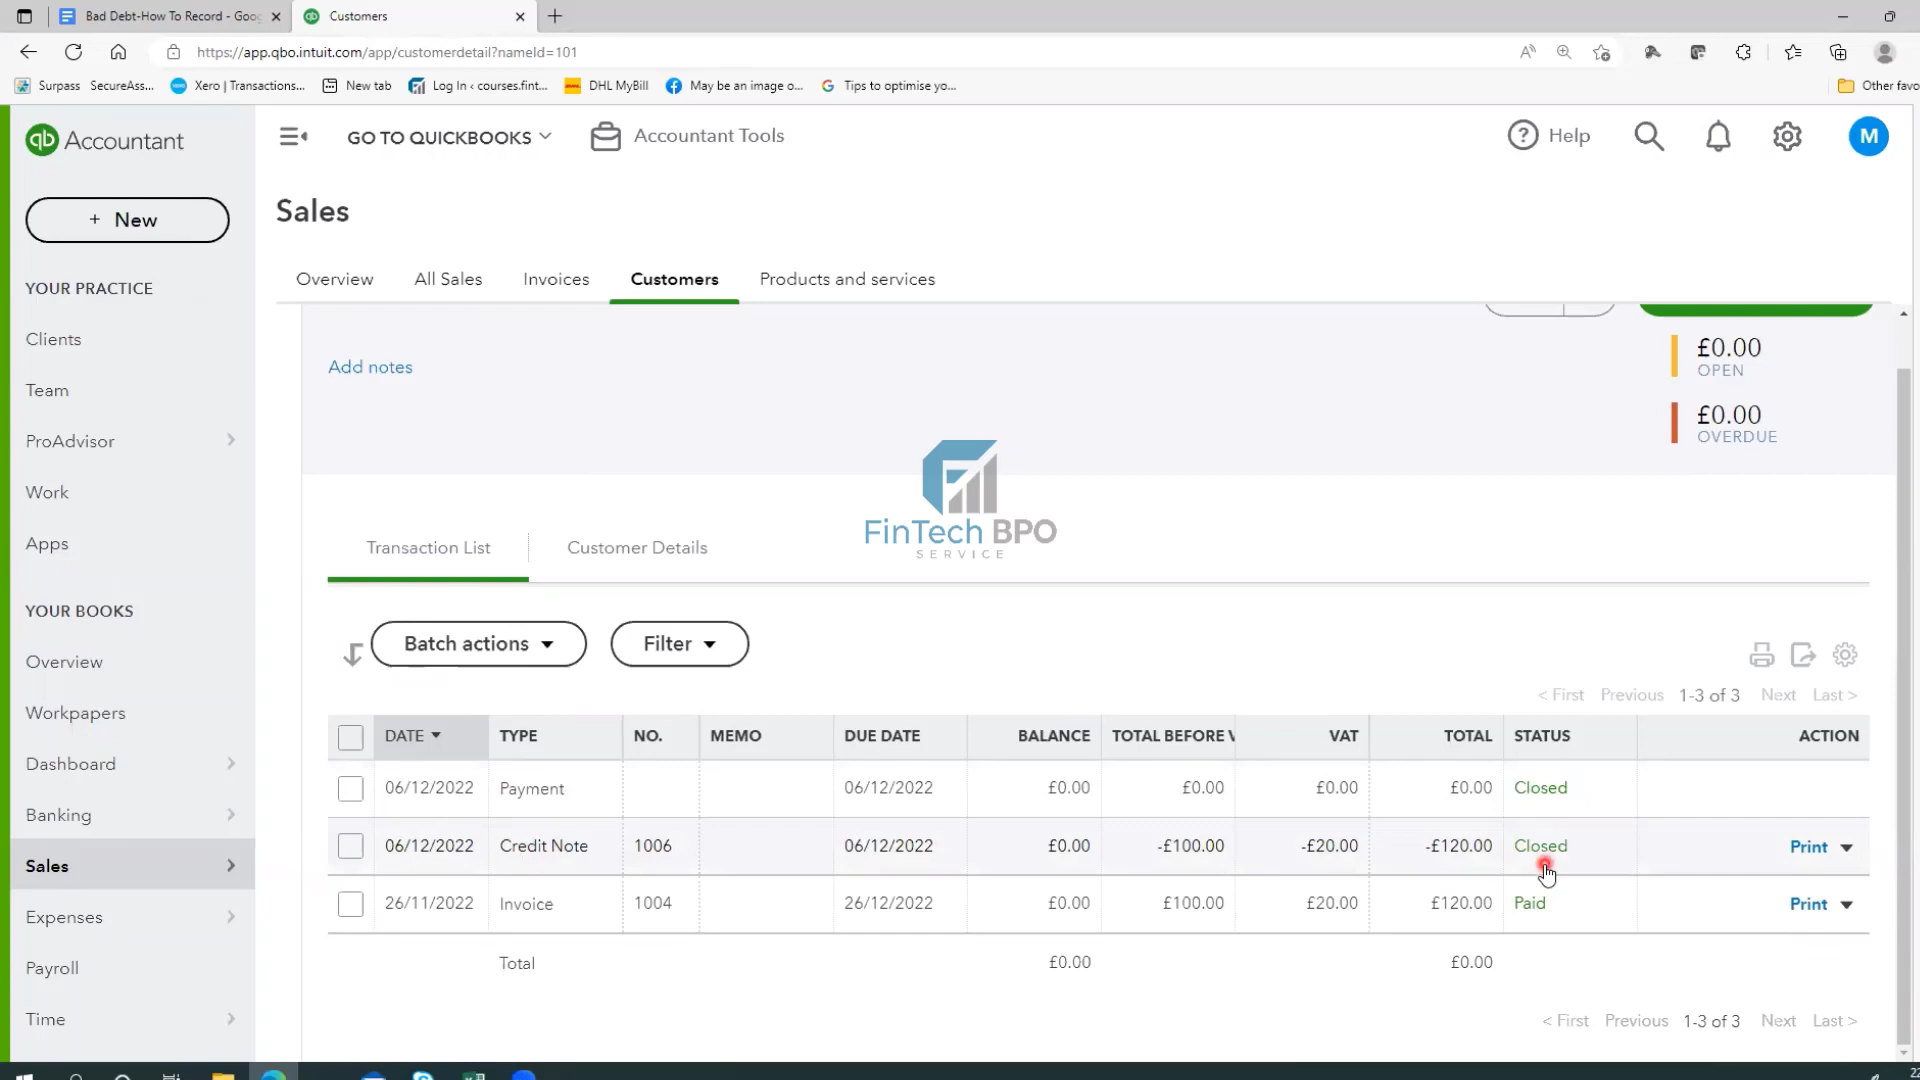 Bad Debt-How To Record - Goog
Customers
https://app.qbo.intuit.com/app/customerdetail?nameId=101
Surpass
SecureAss...
Xero | Transactions...
New tab
Log In ‹ courses.fint...
DHL MyBill
May be an image o...
Tips to optimise yo...
Other favo
qb Accountant
GO TO QUICKBOOKS
Accountant Tools
Help
M
+ New
Sales
Overview
All Sales
Invoices
Customers
Products and services
YOUR PRACTICE
Clients
Team
ProAdvisor
Work
Apps
YOUR BOOKS
Overview
Workpapers
Dashboard
Banking
Sales
Expenses
Payroll
Time
Add notes
£0.00
OPEN
£0.00
OVERDUE
FinTech BPO
SERVICE
Transaction List
Customer Details
Batch actions
Filter
< First Previous 1-3 of 3 Next Last >
DATE TYPE NO. MEMO DUE DATE BALANCE TOTAL BEFORE V VAT TOTAL STATUS ACTION
06/12/2022 Payment 06/12/2022 £0.00 £0.00 £0.00 £0.00 Closed
06/12/2022 Credit Note 1006 06/12/2022 £0.00 -£100.00 -£20.00 -£120.00 Closed Print
26/11/2022 Invoice 1004 26/12/2022 £0.00 £100.00 £20.00 £120.00 Paid Print
Total £0.00 £0.00
< First Previous 1-3 of 3 Next Last >